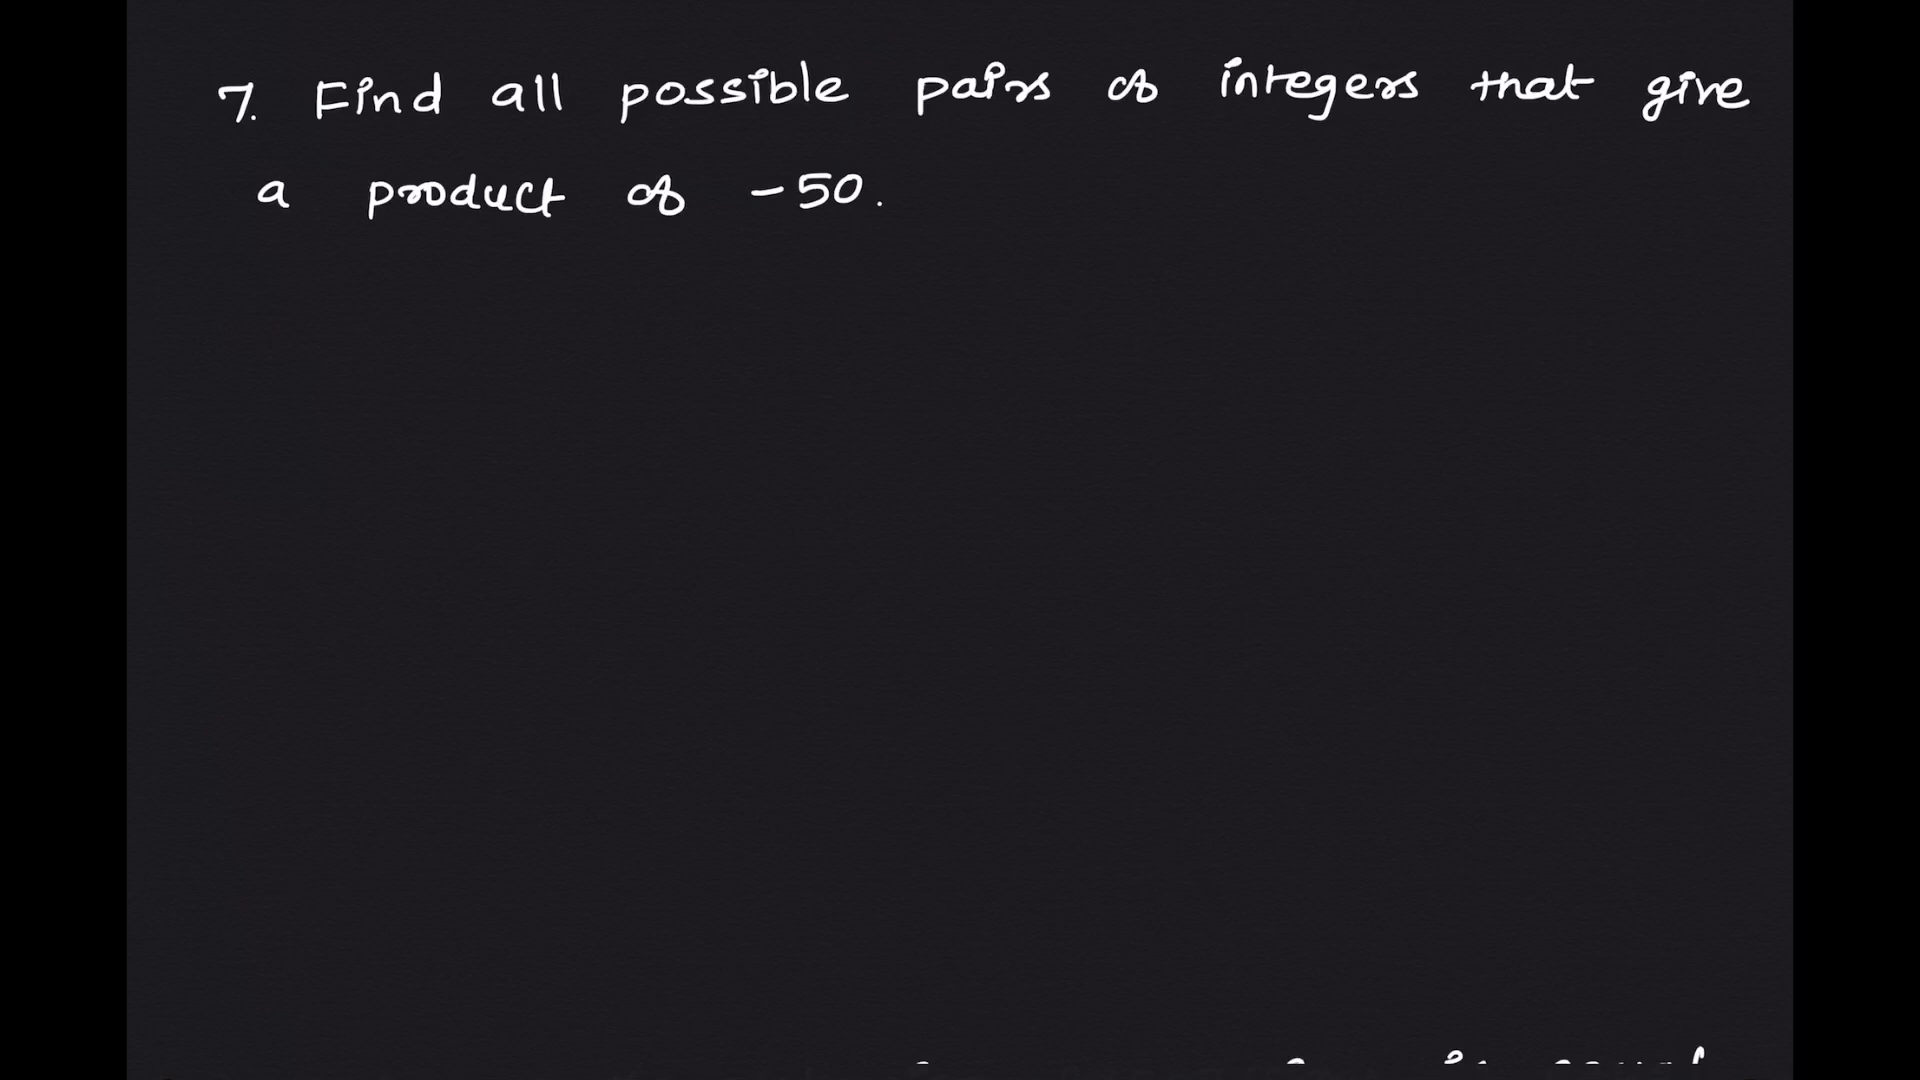 7. Find all possible pairs of integers that give
a product of -50.